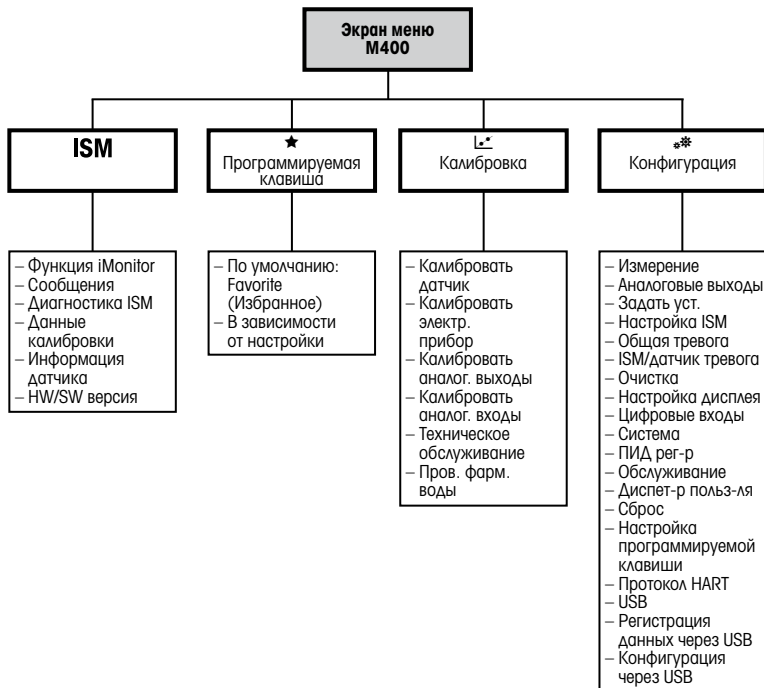 Экран меню
M400
ISM
Программируемая
клавиша
Калибровка
Конфигурация
– Функция iMonitor
– Сообщения
– Диагностика ISM
– Данные
калибровки
– Информация
датчика
– HW/SW версия
– По умолчанию:
Favorite
(Избранное)
– В зависимости
от настройки
– Калибровать
датчик
– Калибровать
электр.
прибор
– Калибровать
аналог. выходы
– Калибровать
аналог. входы
– Техническое
обслуживание
– Пров. фарм.
воды
– Измерение
– Аналоговые выходы
– Задать уст.
– Настройка ISM
– Общая тревога
– ISM/датчик тревога
– Очистка
– Настройка дисплея
– Цифровые входы
– Система
– ПИД рег-р
– Обслуживание
– Диспет-р польз-ля
– Сброс
– Настройка
программируемой
клавиши
– Протокол HART
– USB
– Регистрация
данных через USB
– Конфигурация
через USB